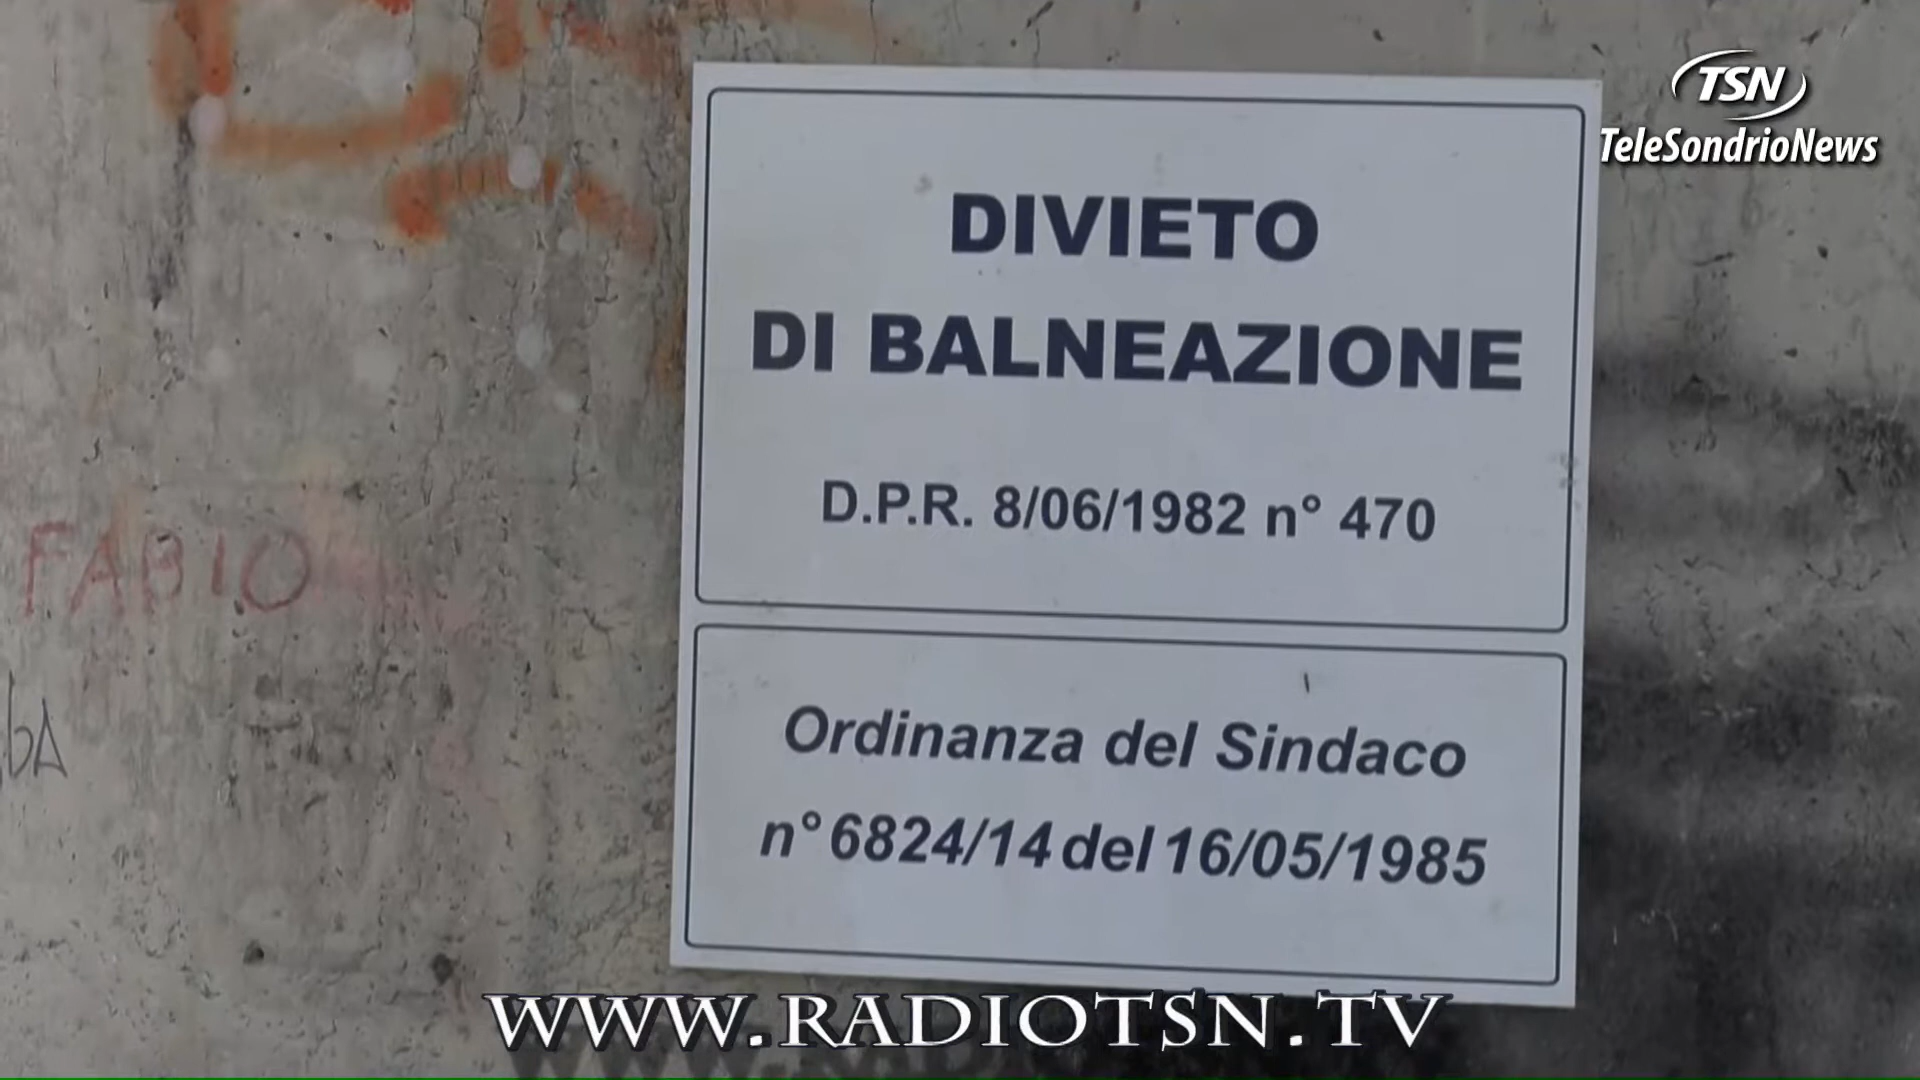 TSN
TeleSondrioNews
DIVIETO
DI BALNEAZIONE
D.P.R. 8/06/1982 n° 470
Ordinanza del Sindaco
n° 6824/14 del 16/05/1985
FABIO
WWW.RADIOTSN.TV